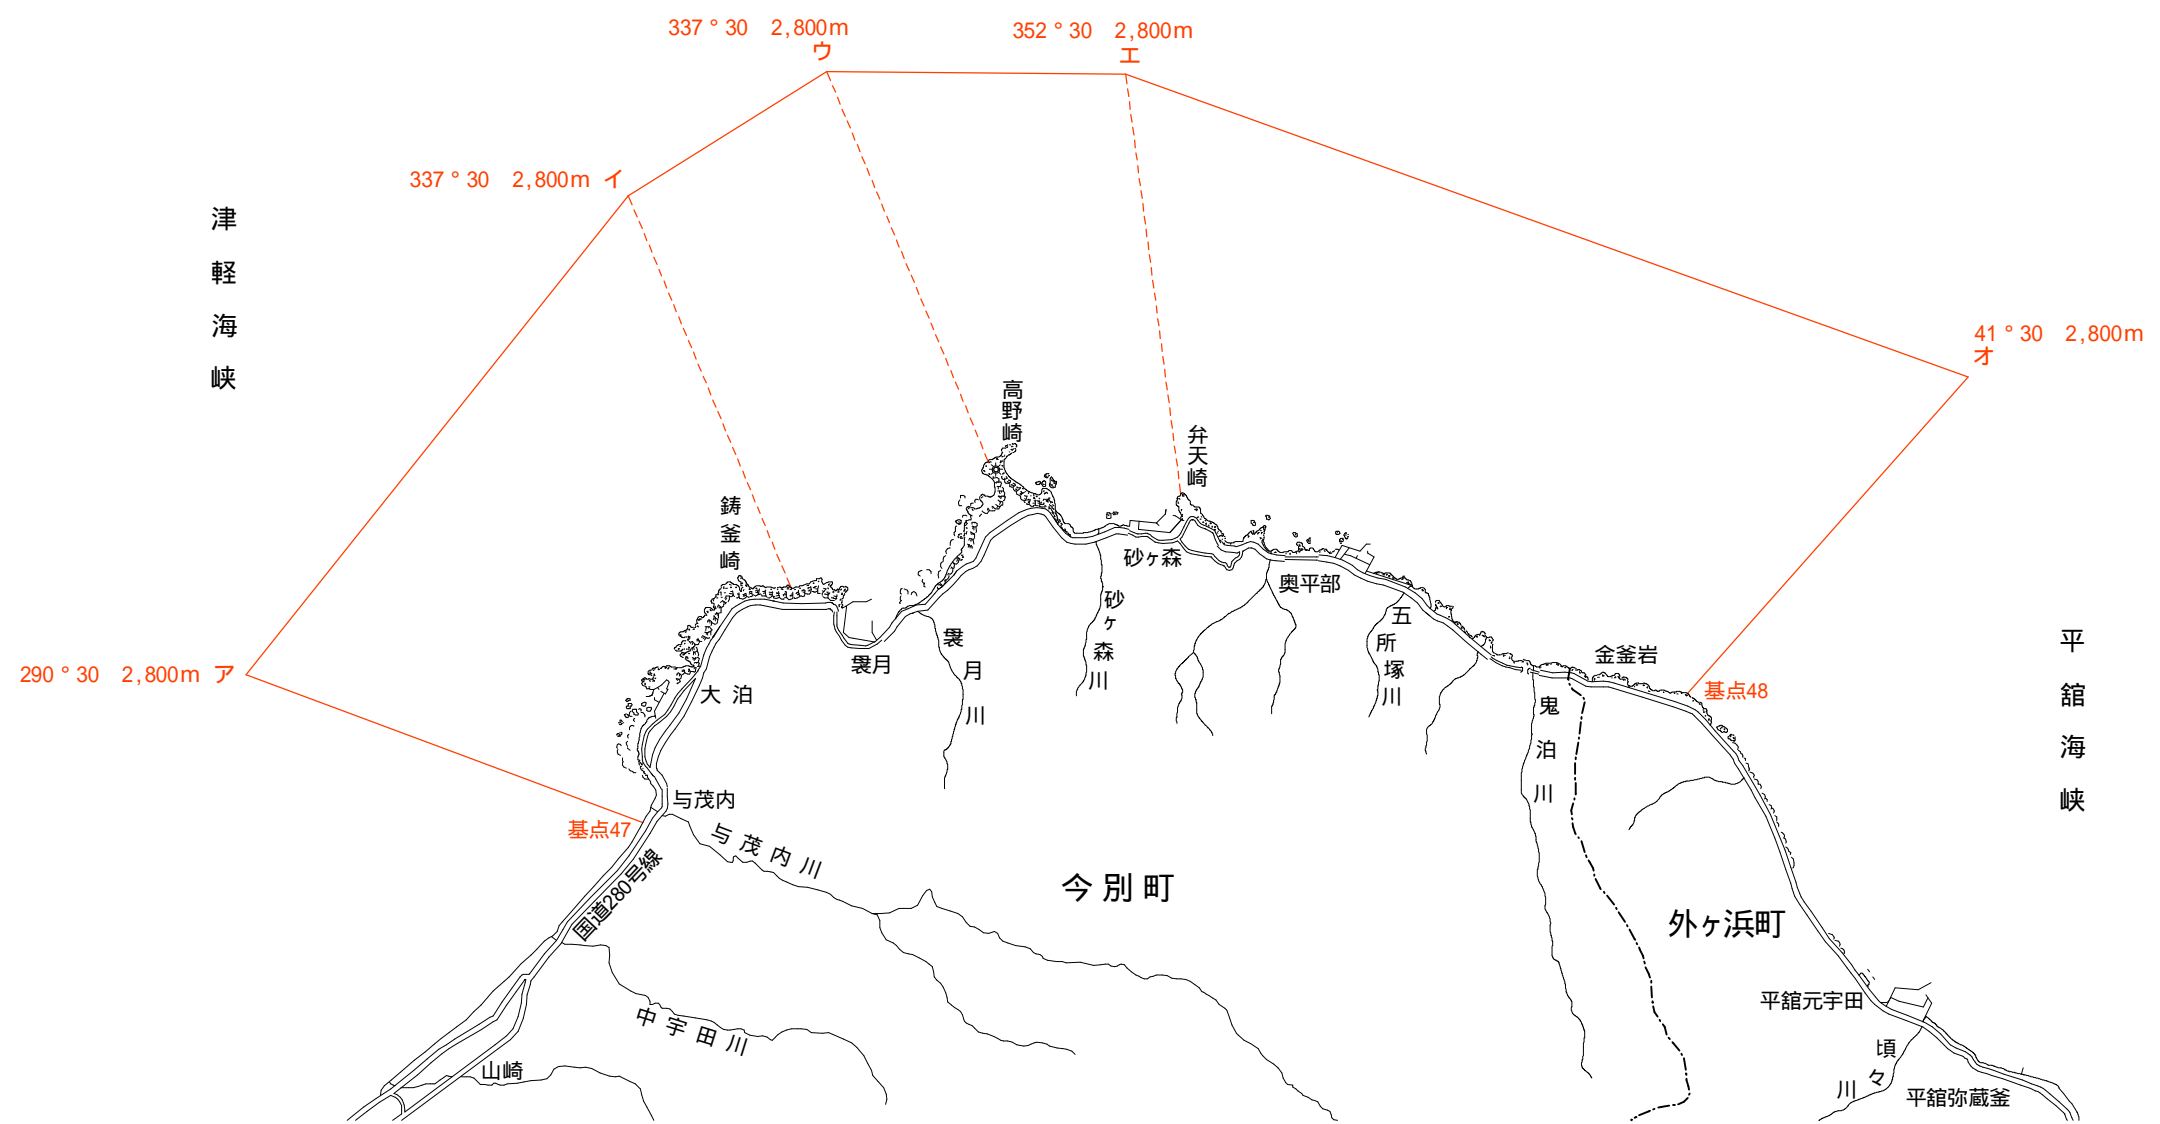 337°30 2,800m
ウ
352°30 2,800m
エ
337°30 2,800m イ
津軽海峡
41°30 2,800m
オ
高野崎
弁天崎
鋳釜崎
砂ヶ森
奥平部
砂ヶ森川
五所塚川
袰月
袰月川
金釜岩
平舘海峡
290°30 2,800m ア
大泊
基点48
鬼泊川
与茂内
基点47
与茂内川
国道280号線
今別町
外ヶ浜町
平舘元宇田
中宇田川
山崎
頃々川
平舘弥蔵釜